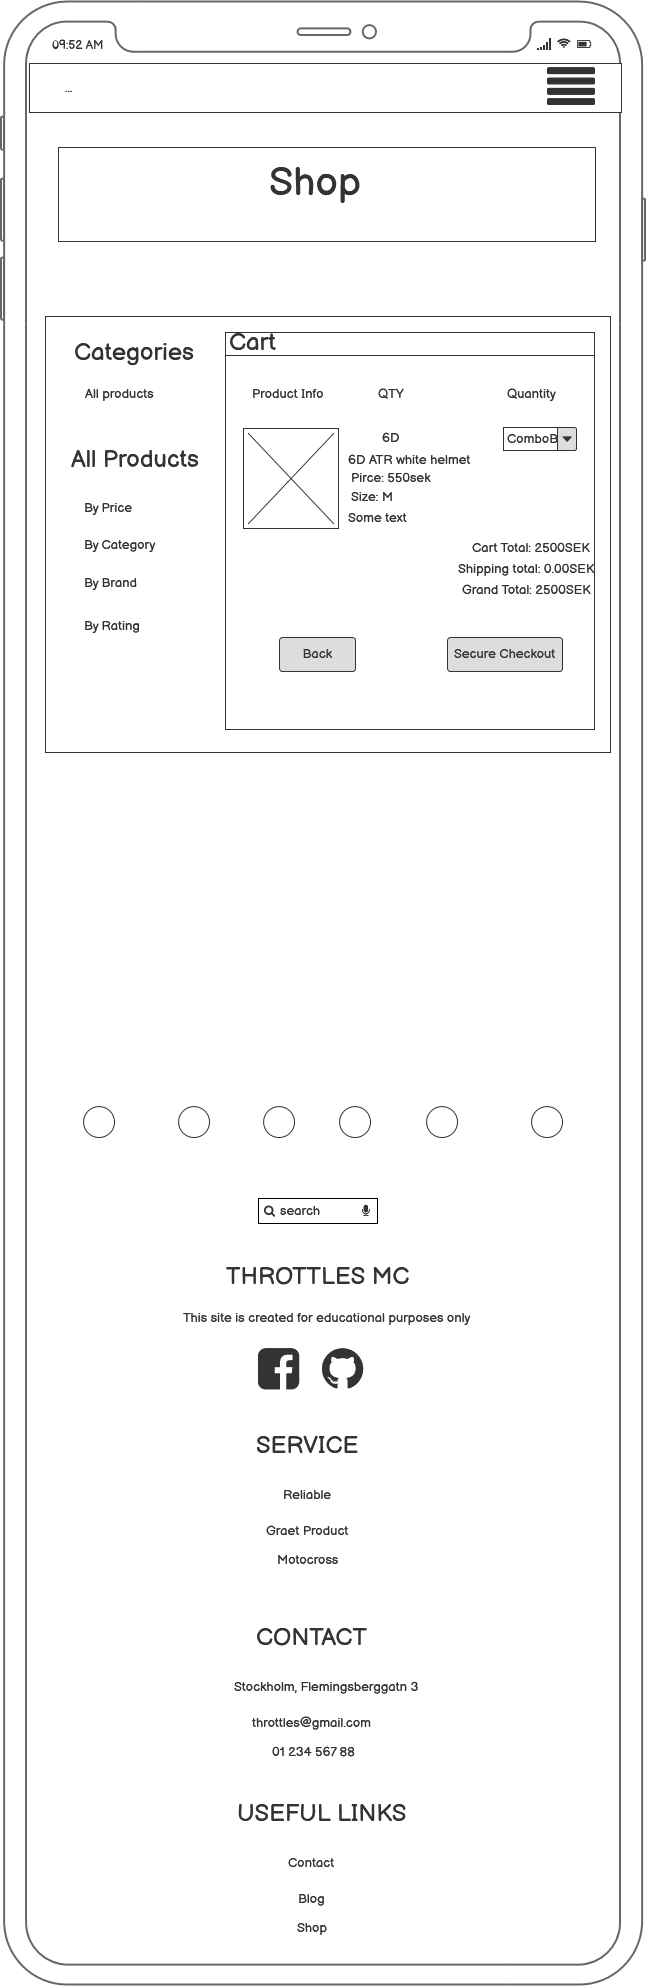 09:52 AM
...
Shop
Categories
All products
All Products
By Price
By Category
By Brand
By Rating
Cart
Product Info QTY Quantity
6D ComboB
6D ATR white helmet
Pirce: 550sek
Size: M
Some text
Cart Total: 2500SEK
Shipping total: 0.00SEK
Grand Total: 2500SEK
Back Secure Checkout
search
THROTTLES MC
This site is created for educational purposes only
SERVICE
Reliable
Graet Product
Motocross
CONTACT
Stockholm, Flemingsberggatn 3
throttles@gmail.com
01 234 567 88
USEFUL LINKS
Contact
Blog
Shop